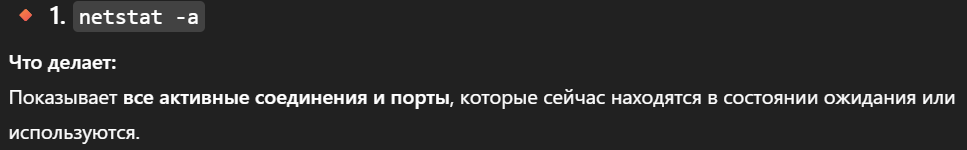 1. netstat -a
Что делает:
Показывает все активные соединения и порты, которые сейчас находятся в состоянии ожидания или
используются.